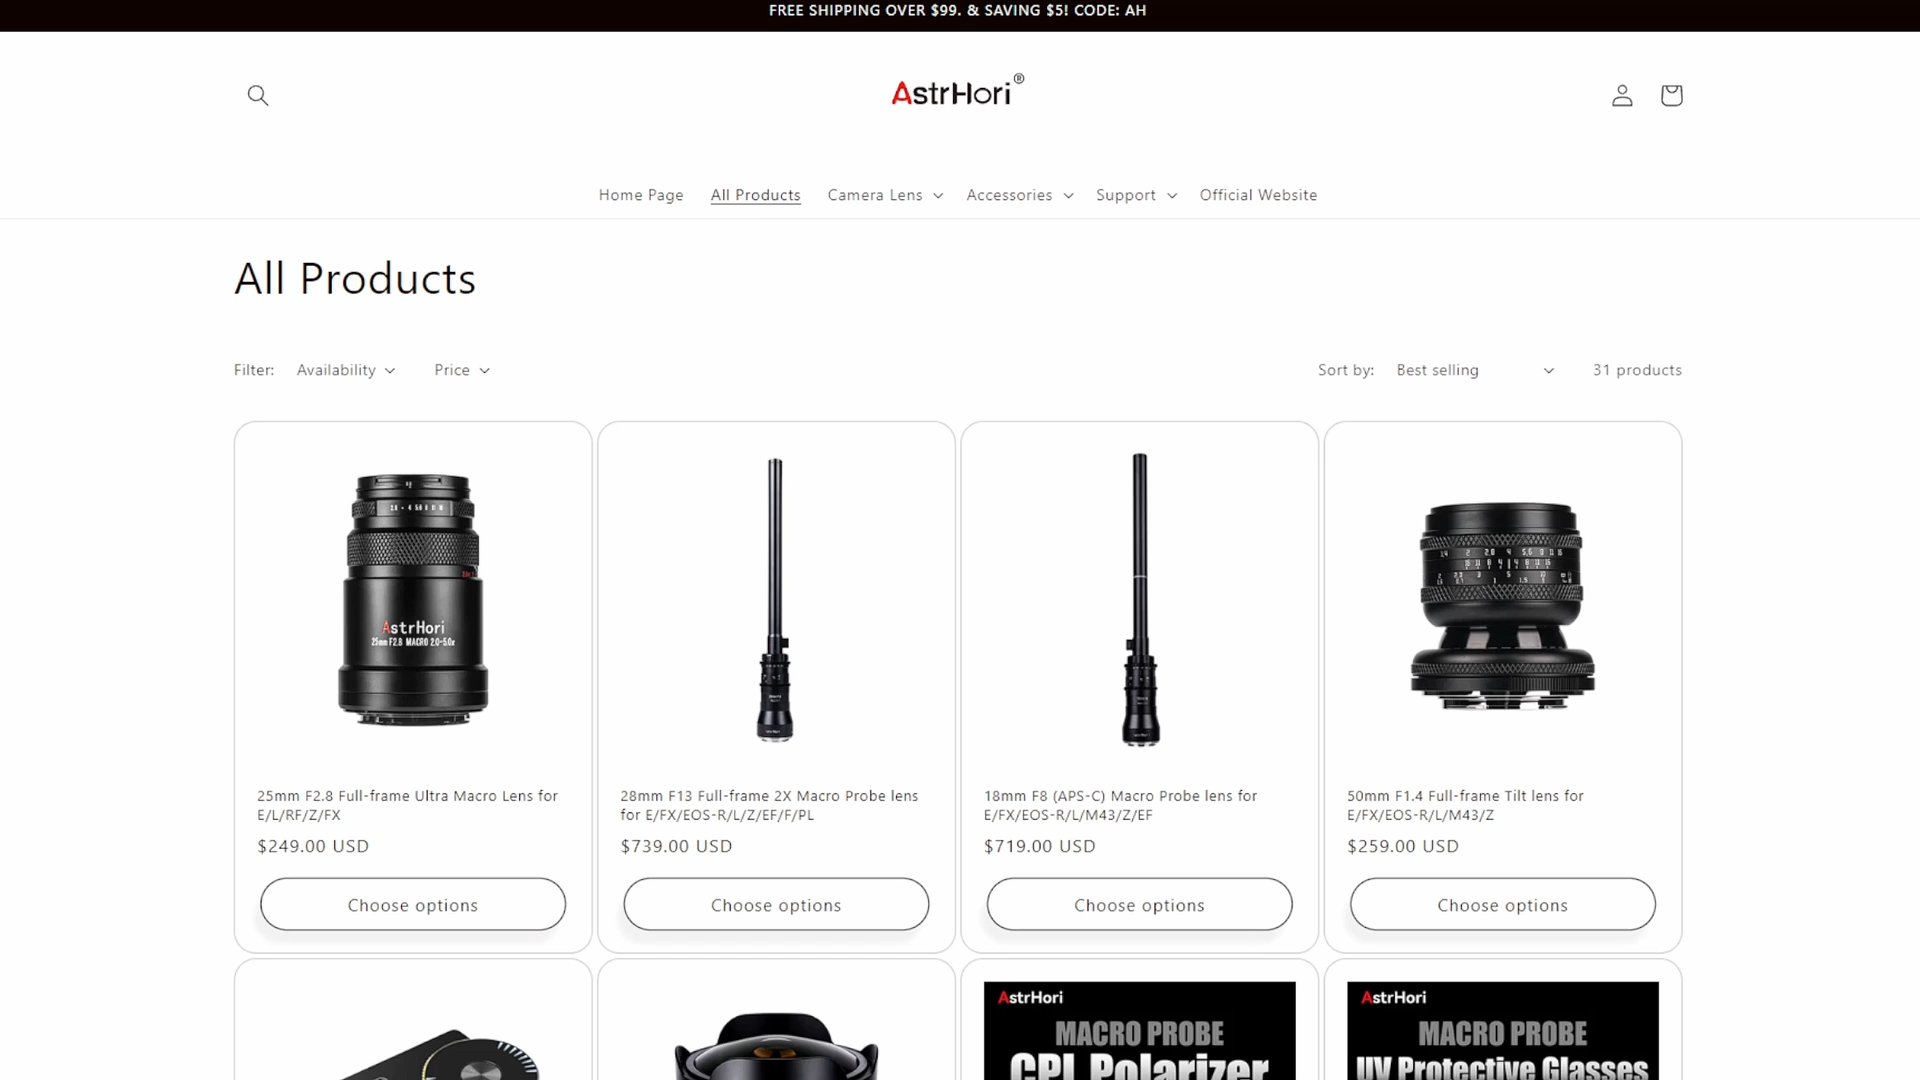 FREE SHIPPING OVER $99. & SAVING $5! CODE: AH
AstrHori®
Home Page
All Products
Camera Lens
Accessories
Support
Official Website
All Products
Filter:
Availability
Price
Sort by:
Best selling
31 products
AstrHori
25mm F2.8 MACRO 2.0-5.0x
25mm F2.8 Full-frame Ultra Macro Lens for
E/L/RF/Z/FX
$249.00 USD
Choose options
28mm F13 Full-frame 2X Macro Probe lens
for E/FX/EOS-R/L/Z/EF/F/PL
$739.00 USD
Choose options
18mm F8 (APS-C) Macro Probe lens for
E/FX/EOS-R/L/M43/Z/EF
$719.00 USD
Choose options
50mm F1.4 Full-frame Tilt lens for
E/FX/EOS-R/L/M43/Z
$259.00 USD
Choose options
AstrHori
MACRO PROBE
CPL Polarizer
AstrHori
MACRO PROBE
UV Protective Glasses